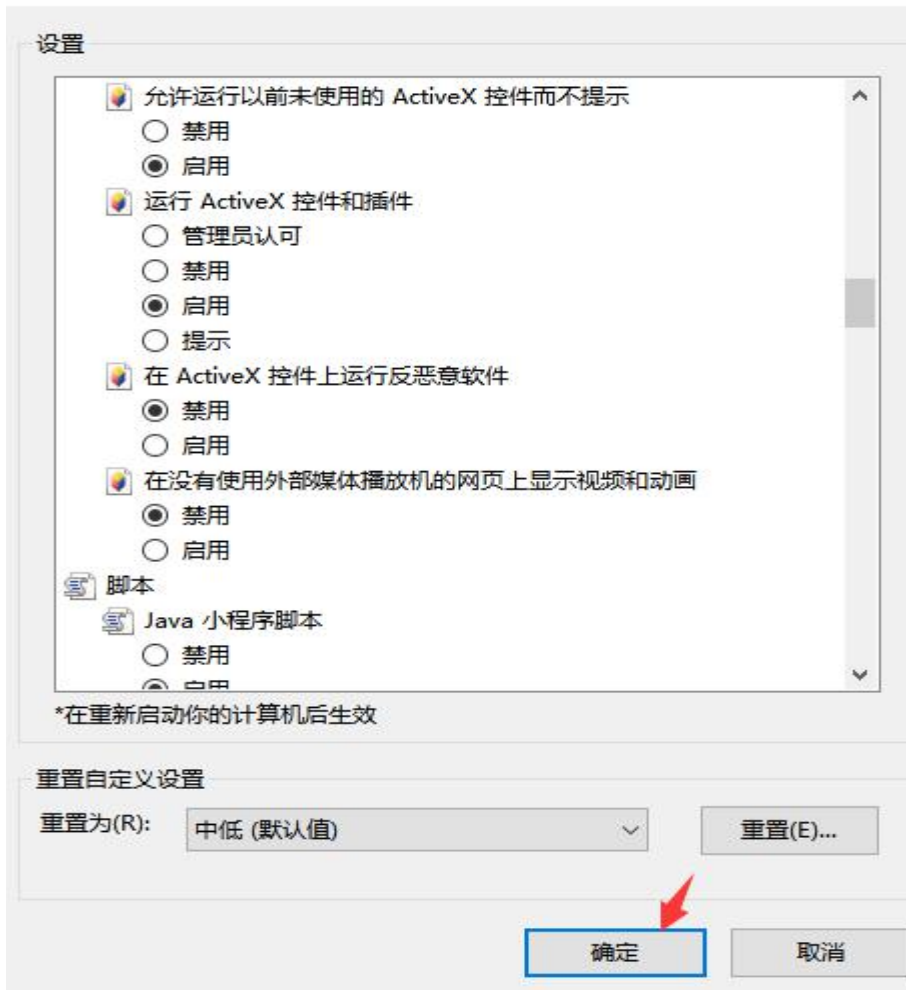 设置
允许运行以前未使用的 ActiveX 控件而不提示
禁用
启用
运行 ActiveX 控件和插件
管理员认可
禁用
启用
提示
在 ActiveX 控件上运行反恶意软件
禁用
启用
在没有使用外部媒体播放机的网页上显示视频和动画
禁用
启用
脚本
Java 小程序脚本
禁用
启用
*在重新启动你的计算机后生效
重置自定义设置
重置为(R): 中低 (默认值) 重置(E)...
确定 取消